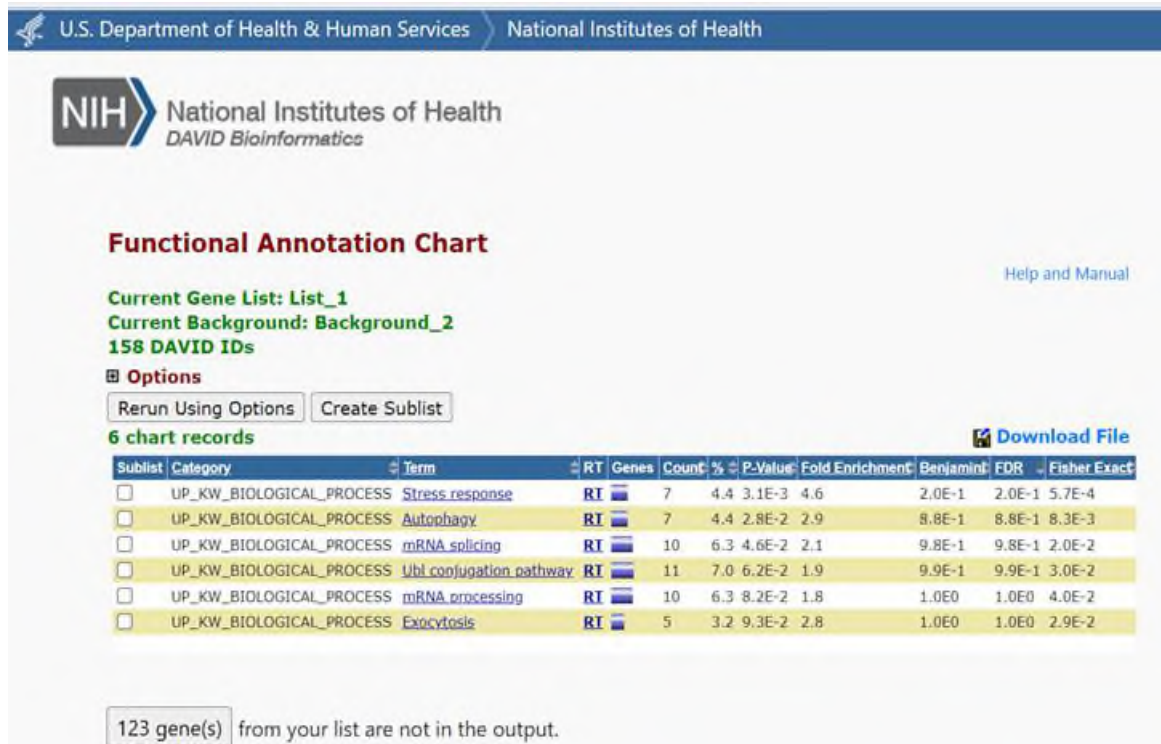 U.S. Department of Health & Human Services National Institutes of Health
NIH National Institutes of Health
DAVID Bioinformatics
Functional Annotation Chart
Help and Manual
Current Gene List: List_1
Current Background: Background_2
158 DAVID IDs
Options
Rerun Using Options Create Sublist
6 chart records Download File
Sublist Category Term RT Genes Count % P-Value Fold Enrichment Benjamini FDR Fisher Exact
UP_KW_BIOLOGICAL_PROCESS Stress response RT 7 4.4 3.1E-3 4.6 2.0E-1 2.0E-1 5.7E-4
UP_KW_BIOLOGICAL_PROCESS Autophagy RT 7 4.4 2.8E-2 2.9 8.8E-1 8.8E-1 8.3E-3
UP_KW_BIOLOGICAL_PROCESS mRNA splicing RT 10 6.3 4.6E-2 2.1 9.8E-1 9.8E-1 2.0E-2
UP_KW_BIOLOGICAL_PROCESS Ubl conjugation pathway RT 11 7.0 6.2E-2 1.9 9.9E-1 9.9E-1 3.0E-2
UP_KW_BIOLOGICAL_PROCESS mRNA processing RT 10 6.3 8.2E-2 1.8 1.0E0 1.0E0 4.0E-2
UP_KW_BIOLOGICAL_PROCESS Exocytosis RT 5 3.2 9.3E-2 2.8 1.0E0 1.0E0 2.9E-2
123 gene(s) from your list are not in the output.